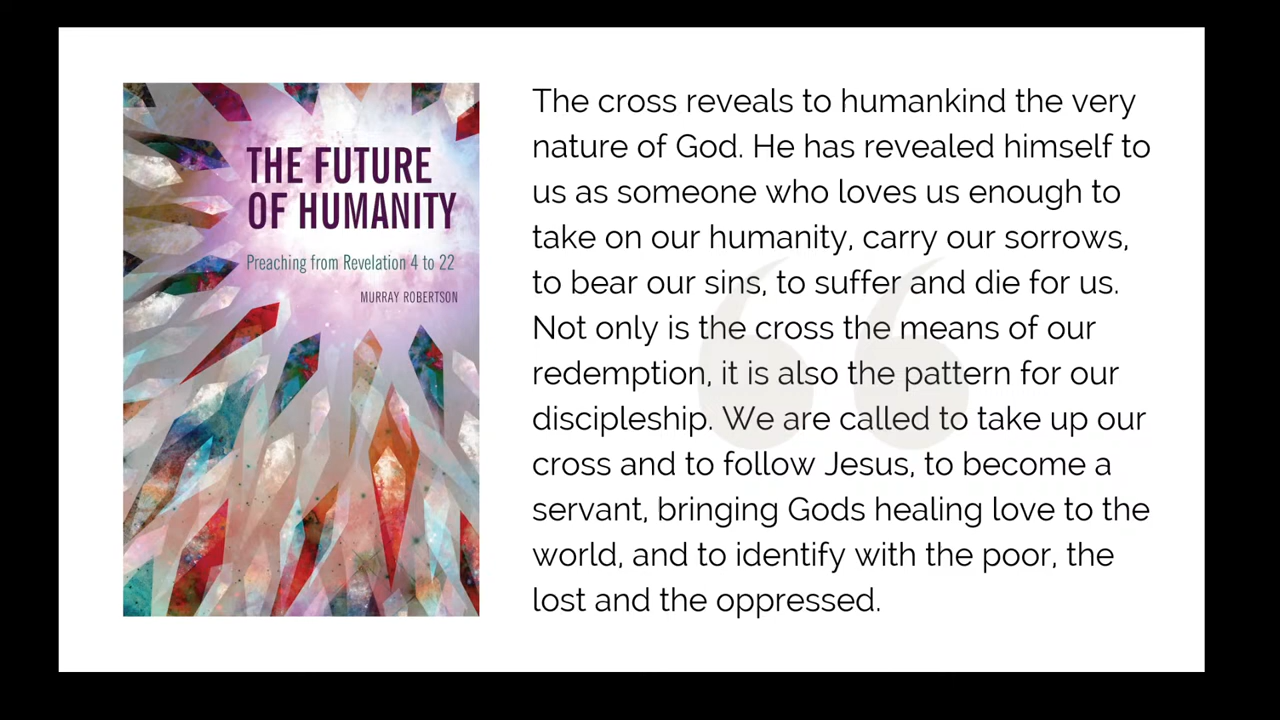 THE FUTURE
OF HUMANITY
Preaching from Revelation 4 to 22
MURRAY ROBERTSON
The cross reveals to humankind the very
nature of God. He has revealed himself to
us as someone who loves us enough to
take on our humanity, carry our sorrows,
to bear our sins, to suffer and die for us.
Not only is the cross the means of our
redemption, it is also the pattern for our
discipleship. We are called to take up our
cross and to follow Jesus, to become a
servant, bringing Gods healing love to the
world, and to identify with the poor, the
lost and the oppressed.